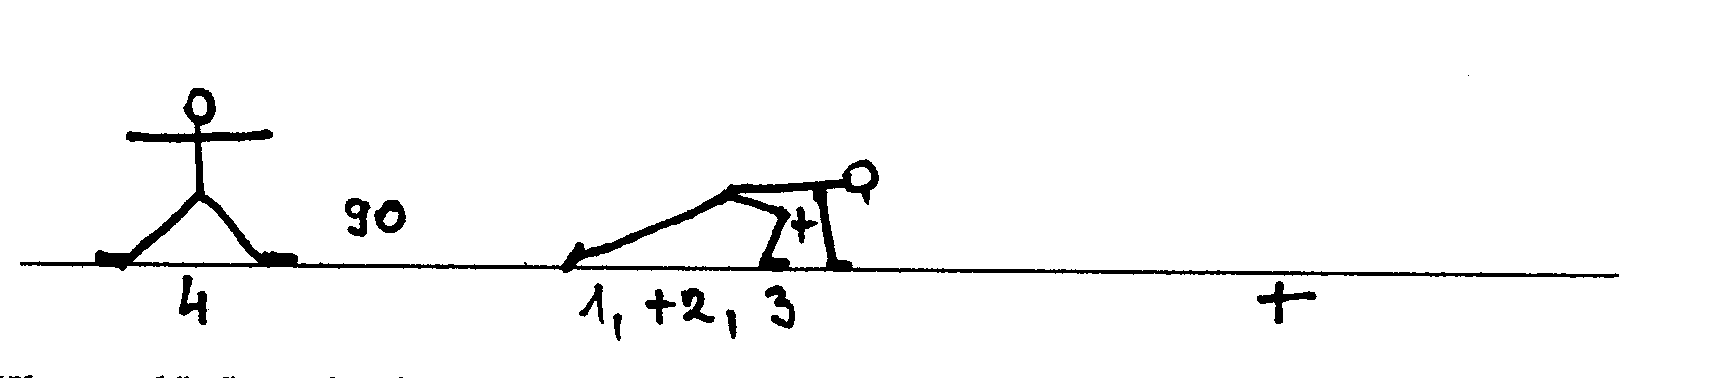 90
+
4 1, +2, 3 +